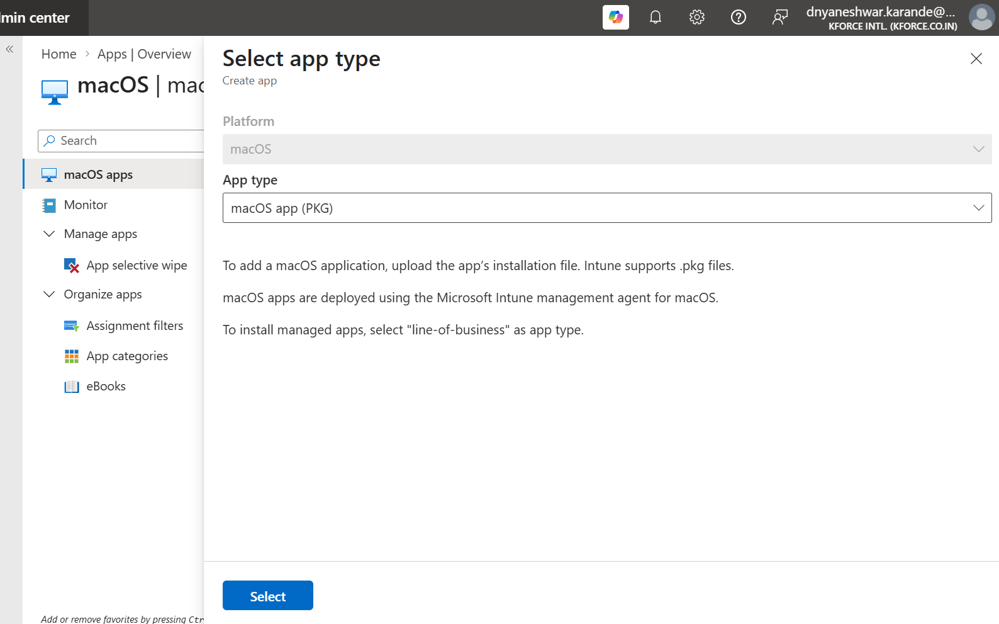 dmin center
dnyaneshwar.karande@...
KFORCE INTL. (KFORCE.CO.IN)
Home > Apps | Overview
macOS | mac
Search
macOS apps
Monitor
Manage apps
App selective wipe
Organize apps
Assignment filters
App categories
eBooks
Add or remove favorites by pressing Ctr
Select app type
Create app
Platform
macOS
App type
macOS app (PKG)
To add a macOS application, upload the app’s installation file. Intune supports .pkg files.
macOS apps are deployed using the Microsoft Intune management agent for macOS.
To install managed apps, select "line-of-business" as app type.
Select